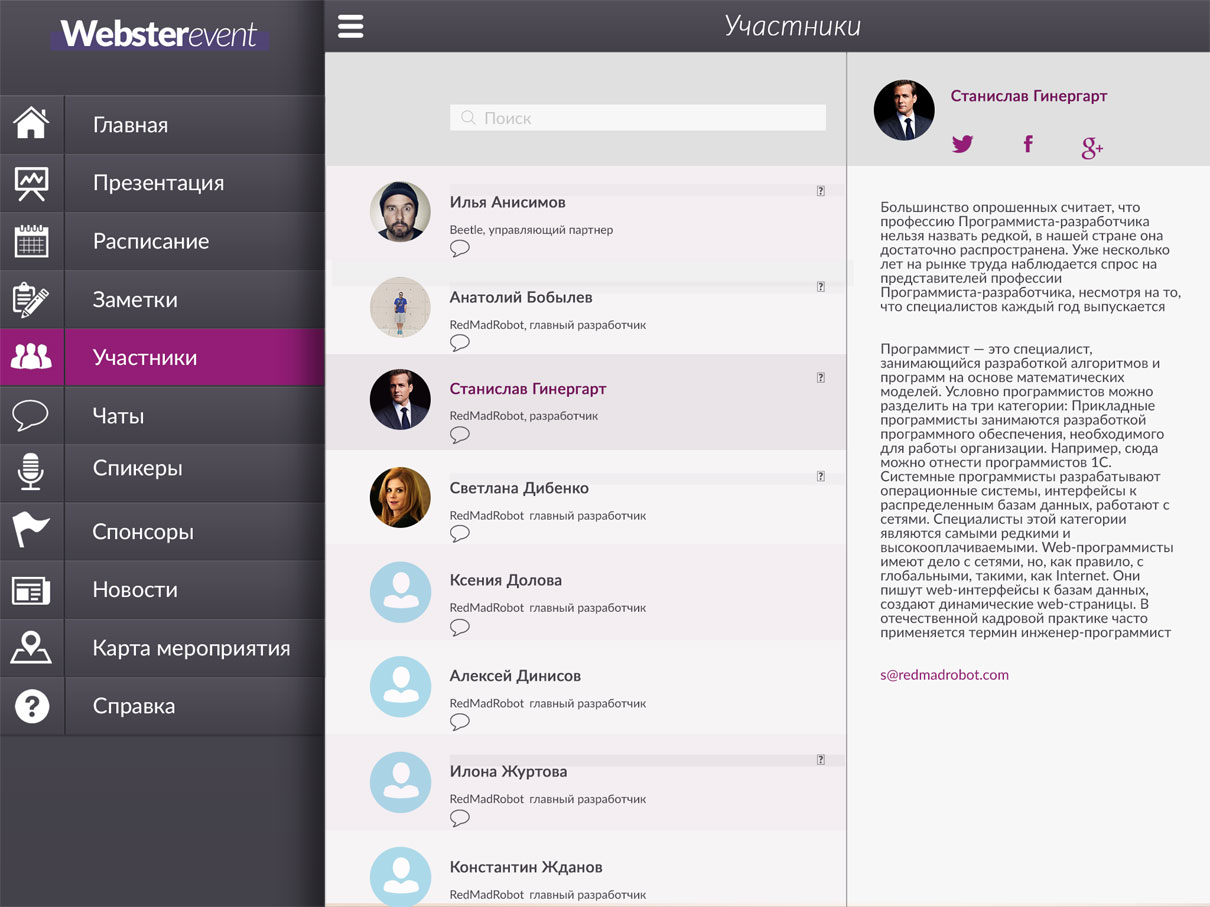 Websterevent
Главная
Презентация
Расписание
Заметки
Участники
Чаты
Спикеры
Спонсоры
Новости
Карта мероприятия
Справка
Участники
Поиск
Илья Анисимов
Beetle, управляющий партнер
Анатолий Бобылев
RedMadRobot, главный разработчик
Станислав Гинергарт
RedMadRobot, разработчик
Светлана Дибенко
RedMadRobot главный разработчик
Ксения Долова
RedMadRobot главный разработчик
Алексей Динисов
RedMadRobot главный разработчик
Илона Журтова
RedMadRobot главный разработчик
Константин Жданов
RedMadRobot главный разработчик
Станислав Гинергарт
Большинство опрошенных считает, что
профессию Программиста-разработчика
нельзя назвать редкой, в нашей стране она
достаточно распространена. Уже несколько
лет на рынке труда наблюдается спрос на
представителей профессии
Программиста-разработчика, несмотря на то,
что специалистов каждый год выпускается
Программист — это специалист,
занимающийся разработкой алгоритмов и
программ на основе математических
моделей. Условно программистов можно
разделить на три категории: Прикладные
программисты занимаются разработкой
программного обеспечения, необходимого
для работы организации. Например, сюда
можно отнести программистов 1С.
Системные программисты разрабатывают
операционные системы, интерфейсы к
распределенным базам данных, работают с
сетями. Специалисты этой категории
являются самыми редкими и
высокооплачиваемыми. Web-программисты
имеют дело с сетями, но, как правило, с
глобальными, такими, как Internet. Они
пишут web-интерфейсы к базам данных,
создают динамические web-страницы. В
отечественной кадровой практике часто
применяется термин инженер-программист
s@redmadrobot.com